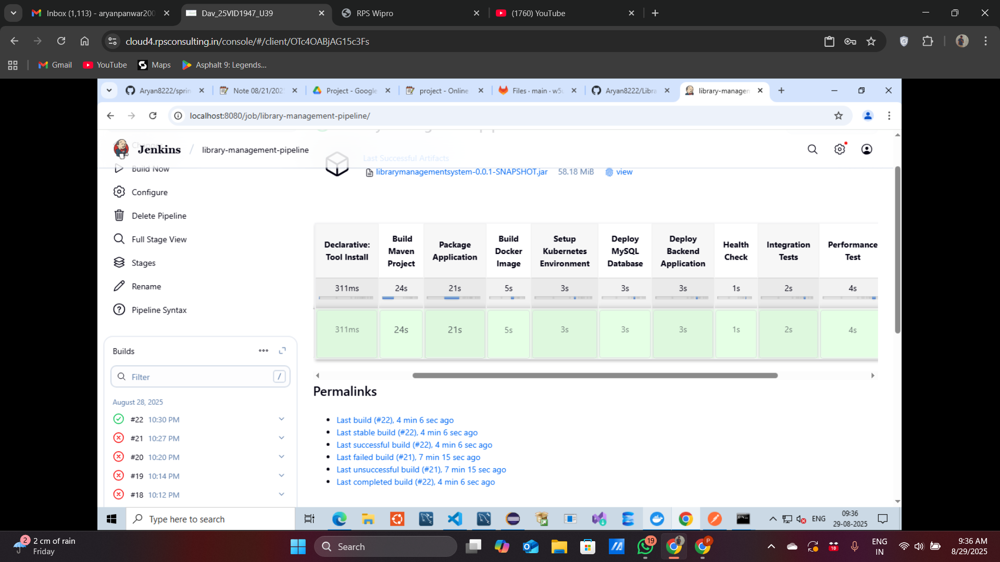 Inbox (1,113) - aryanpanwar200
Dav_25VID1947_U39
RPS Wipro
(1760) YouTube
cloud4.rpsconsulting.in/console/#/client/OTc4OABjAG15c3Fs
Gmail
YouTube
Maps
Asphalt 9: Legends...
Aryan8222/sprin
Note 08/21/202
Project - Google
project - Online
Files · main · w5
Aryan8222/Libra
library-managem
localhost:8080/job/library-management-pipeline/
Changes
Jenkins / library-management-pipeline
Last Successful Artifacts
librarymanagementsystem-0.0.1-SNAPSHOT.jar 58.18 MiB view
Build Now
Configure
Delete Pipeline
Full Stage View
Stages
Rename
Pipeline Syntax
Declarative: Tool Install
Build Maven Project
Package Application
Build Docker Image
Setup Kubernetes Environment
Deploy MySQL Database
Deploy Backend Application
Health Check
Integration Tests
Performance Test
311ms 24s 21s 5s 3s 3s 3s 1s 2s 4s
311ms 24s 21s 5s 3s 3s 3s 1s 2s 4s
Builds
Filter /
August 28, 2025
#22 10:30 PM
#21 10:27 PM
#20 10:20 PM
#19 10:14 PM
#18 10:12 PM
Permalinks
Last build (#22), 4 min 6 sec ago
Last stable build (#22), 4 min 6 sec ago
Last successful build (#22), 4 min 6 sec ago
Last failed build (#21), 7 min 15 sec ago
Last unsuccessful build (#21), 7 min 15 sec ago
Last completed build (#22), 4 min 6 sec ago
Type here to search
ENG
09:36
29-08-2025
2
2 cm of rain
Friday
Search
19
P
10
ENG
IN
9:36 AM
8/29/2025